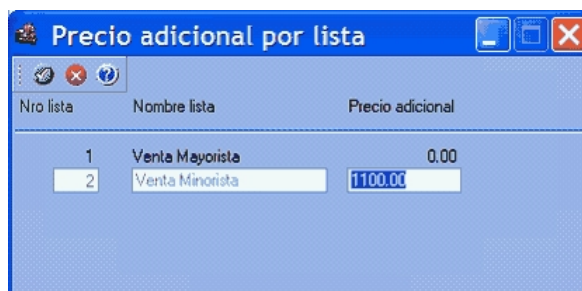 Precio adicional por lista
Nro lista Nombre lista Precio adicional
1 Venta Mayorista 0.00
2 Venta Minorista 1100.00